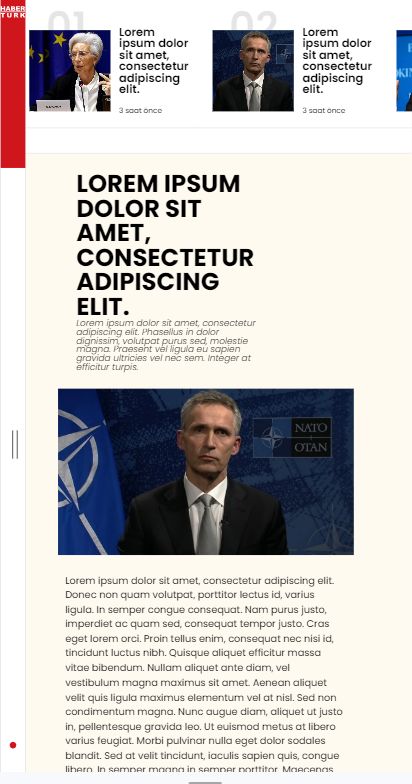 HABER
TURK
01
Lorem
ipsum dolor
sit amet,
consectetur
adipiscing
elit.
3 saat önce
02
Lorem
ipsum dolor
sit amet,
consectetur
adipiscing
elit.
3 saat önce
LOREM IPSUM
DOLOR SIT
AMET,
CONSECTETUR
ADIPISCING
ELIT.
Lorem ipsum dolor sit amet, consectetur
adipiscing elit. Phasellus in dolor
dignissim, volutpat purus sed, molestie
magna. Praesent vel ligula eu sapien
gravida ultricies vel nec sem. Integer at
efficitur turpis.
NATO
OTAN
Lorem ipsum dolor sit amet, consectetur adipiscing elit.
Donec non quam volutpat, porttitor lectus id, varius
ligula. In semper congue consequat. Nam purus justo,
imperdiet ac quam sed, consequat tempor justo. Cras
eget lorem orci. Proin tellus enim, consequat nec nisi id,
tincidunt luctus nibh. Quisque aliquet efficitur massa
vitae bibendum. Nullam aliquet ante diam, vel
vestibulum magna maximus sit amet. Aenean aliquet
velit quis ligula maximus elementum vel at nisl. Sed non
condimentum magna. Nunc augue diam, aliquet ut justo
in, pellentesque gravida leo. Ut euismod metus at libero
varius feugiat. Morbi pulvinar nulla eget dolor sodales
blandit. Sed at velit tincidunt, iaculis sapien quis, congue
libero. In semper magna in semper porttitor. Maecenas